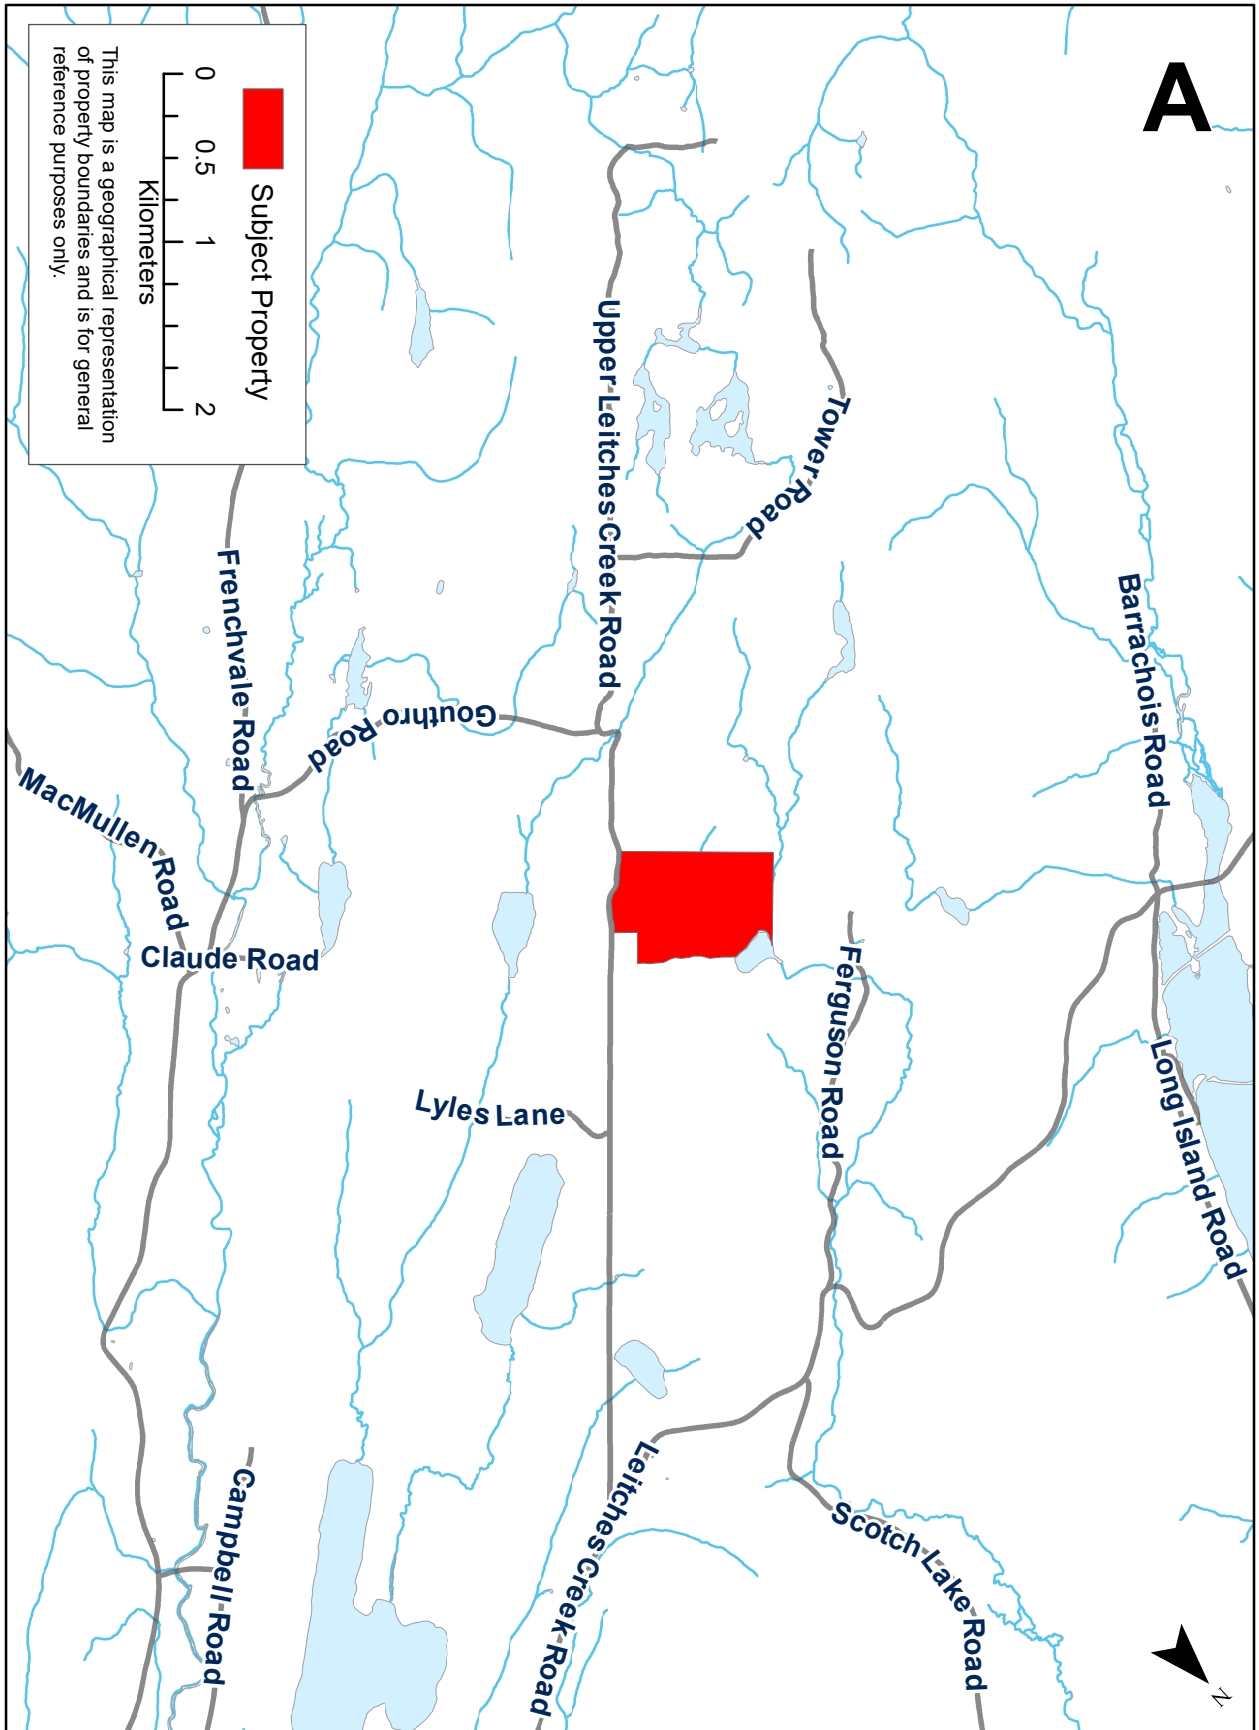 A
Barrachois Road
Long Island Road
Tower Road
Ferguson Road
Scotch Lake Road
Upper Leitches Creek Road
Leitches Creek Road
Gouthro Road
Lyles Lane
Frenchvale Road
MacMullen Road
Claude Road
Campbell Road
Subject Property
0 0.5 1 2
Kilometers
This map is a geographical representation
of property boundaries and is for general
reference purposes only.
N